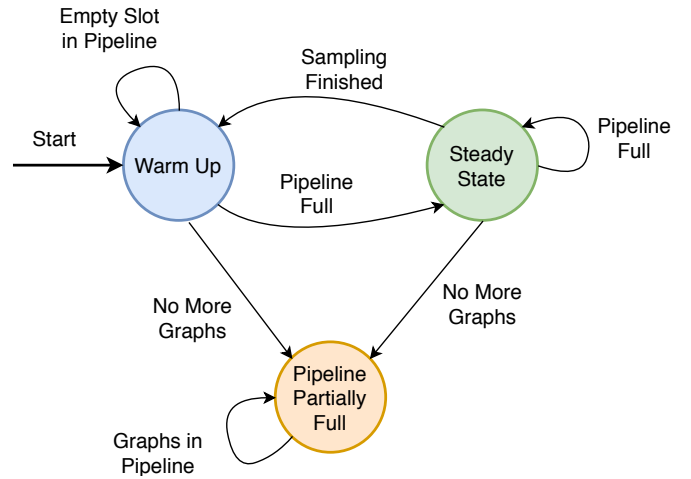 Empty Slot
in Pipeline
Sampling
Finished
Start
Warm Up
Steady
State
Pipeline
Full
Pipeline
Full
No More
Graphs
No More
Graphs
Pipeline
Partially
Full
Graphs in
Pipeline